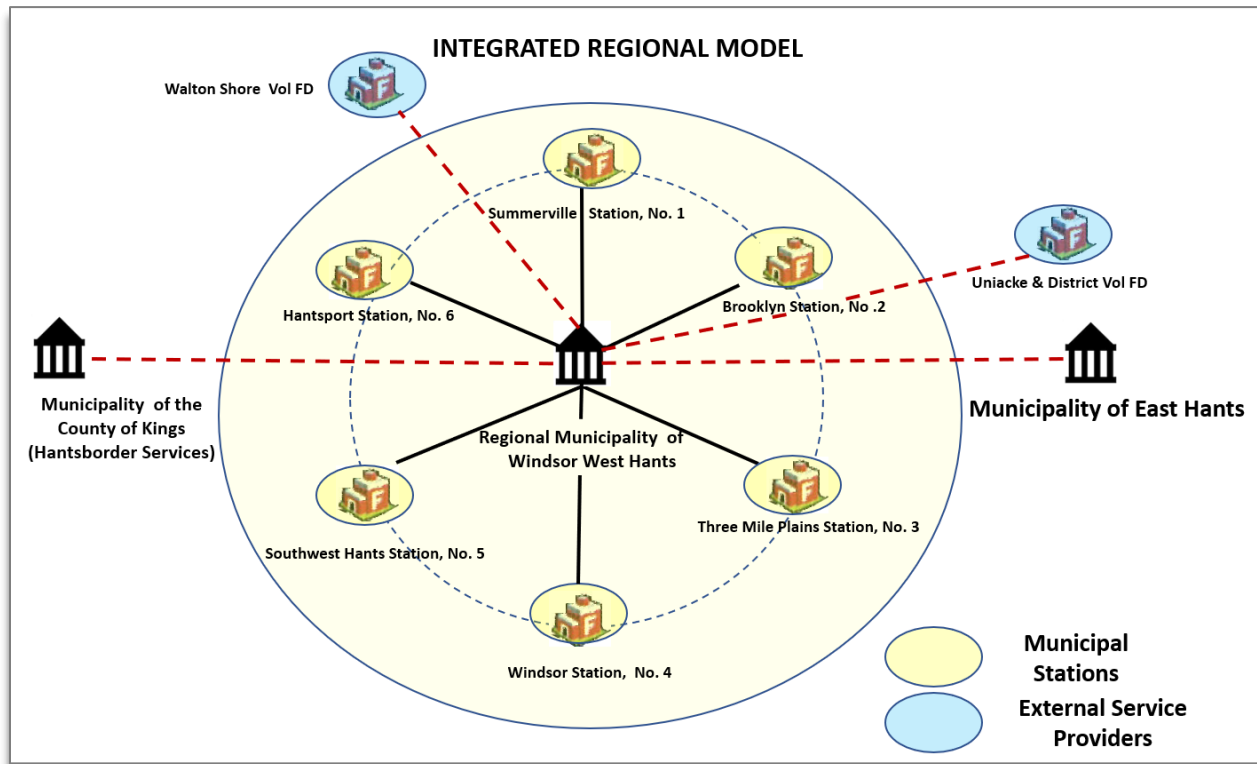 INTEGRATED REGIONAL MODEL
Walton Shore Vol FD
Summerville Station, No. 1
Uniacke & District Vol FD
Brooklyn Station, No .2
Hantsport Station, No. 6
Municipality of the
County of Kings
(Hantsborder Services)
Municipality of East Hants
Regional Municipality of
Windsor West Hants
Three Mile Plains Station, No. 3
Southwest Hants Station, No. 5
Windsor Station, No. 4
Municipal
Stations
External Service
Providers
F
F
F
F
F
F
F
F